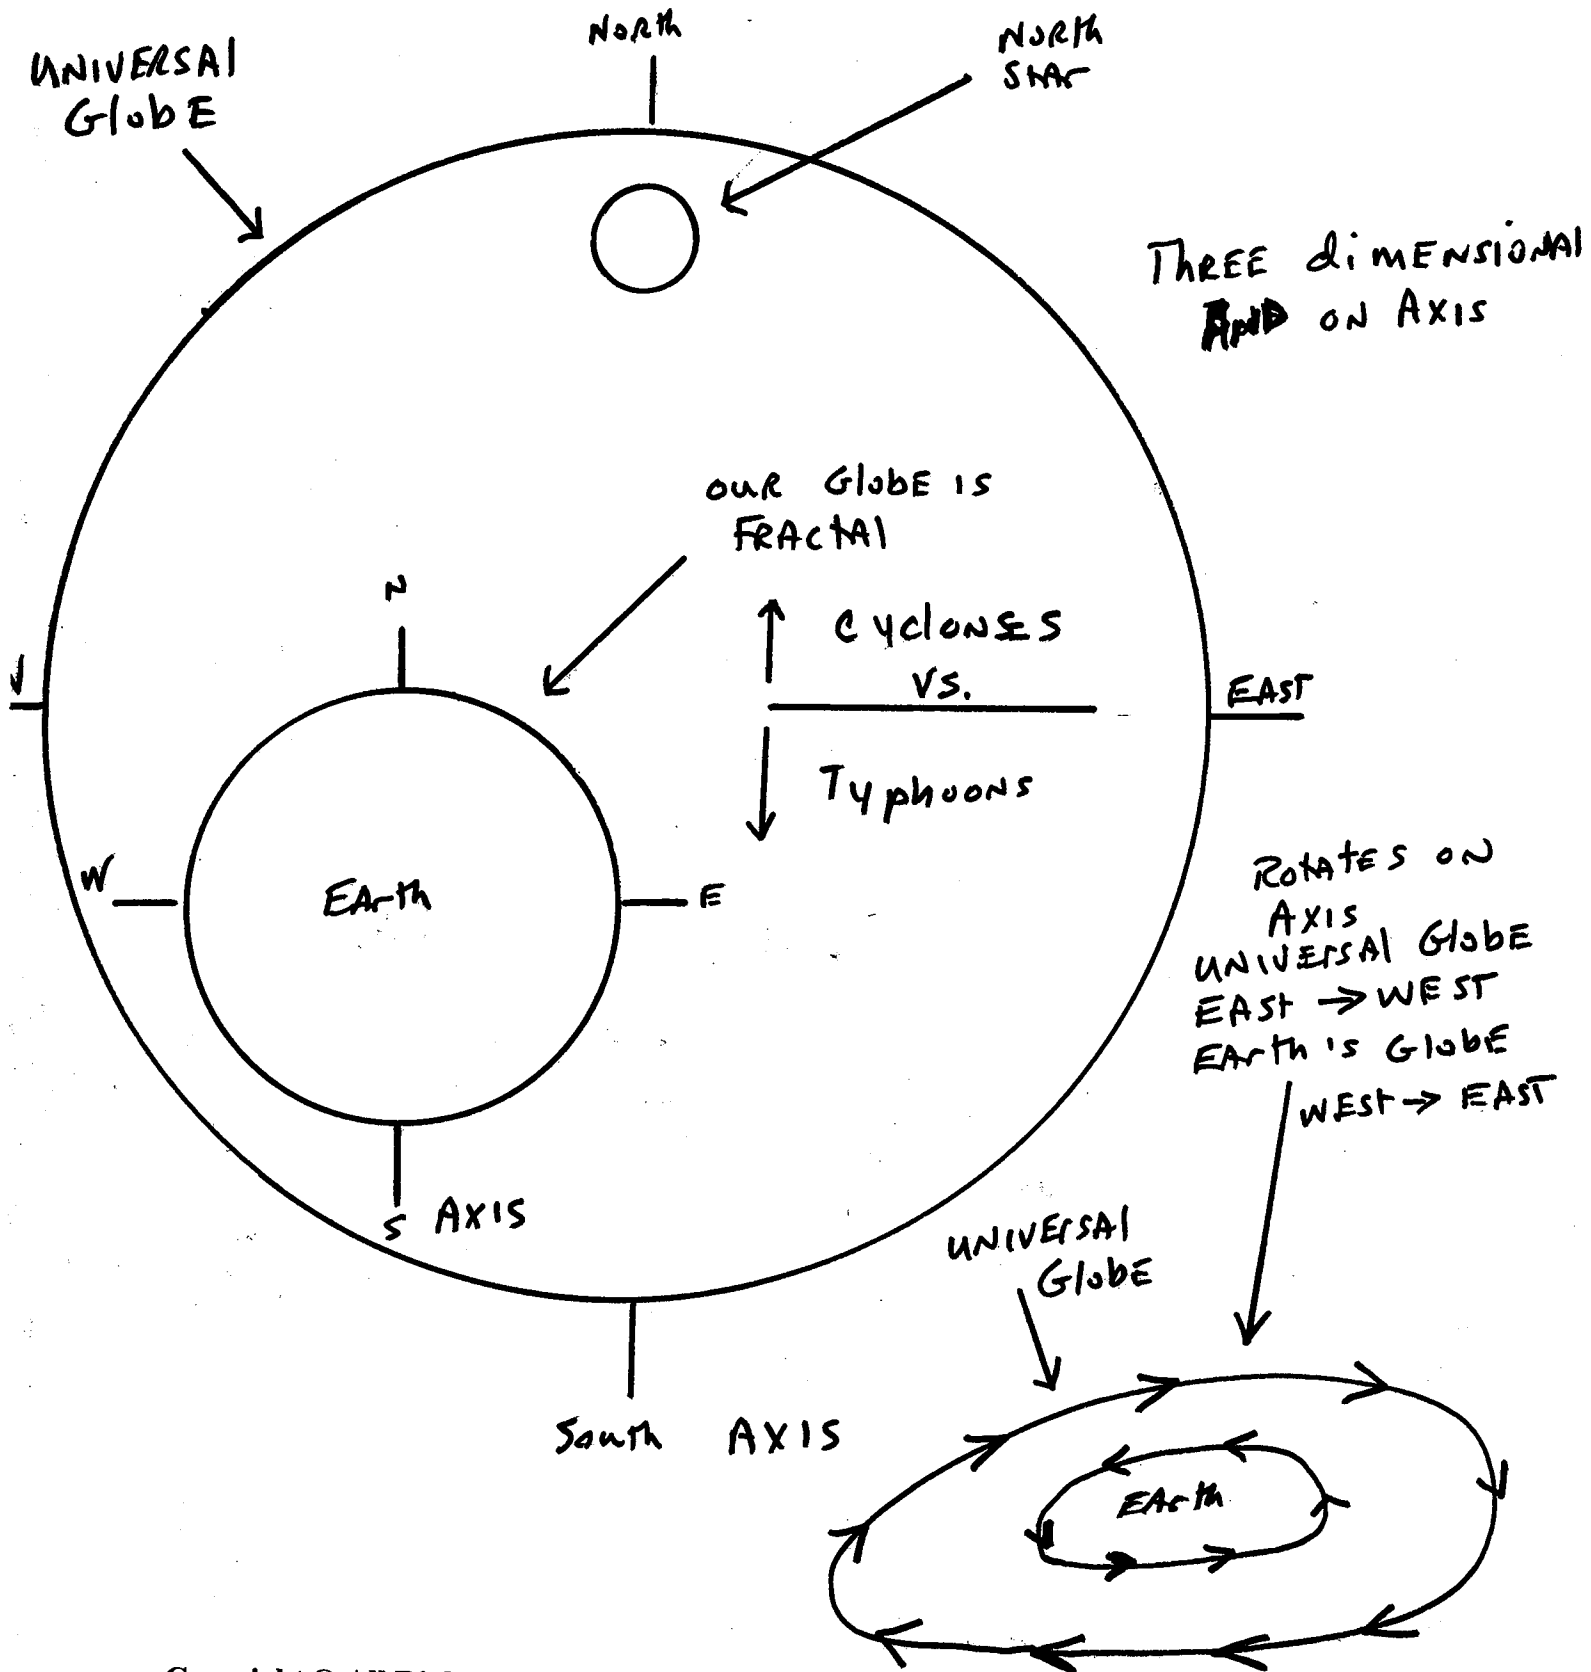 NORth
NORth
StAr
UNIVERSAl
GlobE
ThREE diMENSIONAl
AND ON AXIS
OUR GlobE IS
FRACtAl
N
CYClONES
VS.
EAST
TyphoonS
W
EArth
E
ROtAtES ON
AXIS
UNIVErSAl GlobE
EASt → WEST
EArth's GlobE
WESt → EAST
S AXIS
UNIVErSAl
GlobE
South AXIS
EArth